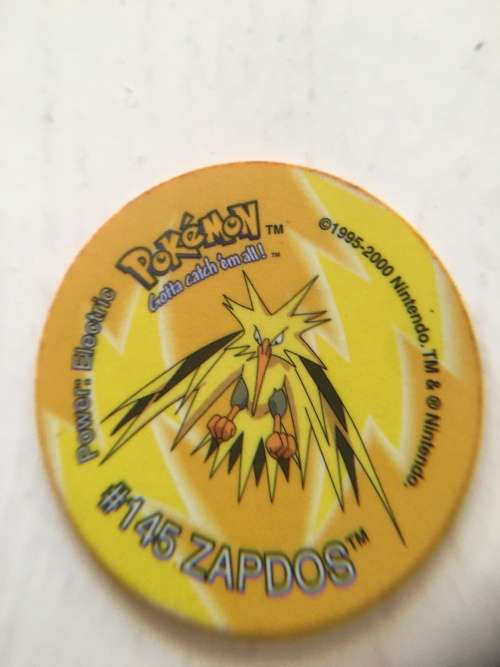 POKéMON™
Gotta catch 'em all!™
©1995-2000 Nintendo. TM & ® Nintendo.
Power: Electric
#145 ZAPDOS™